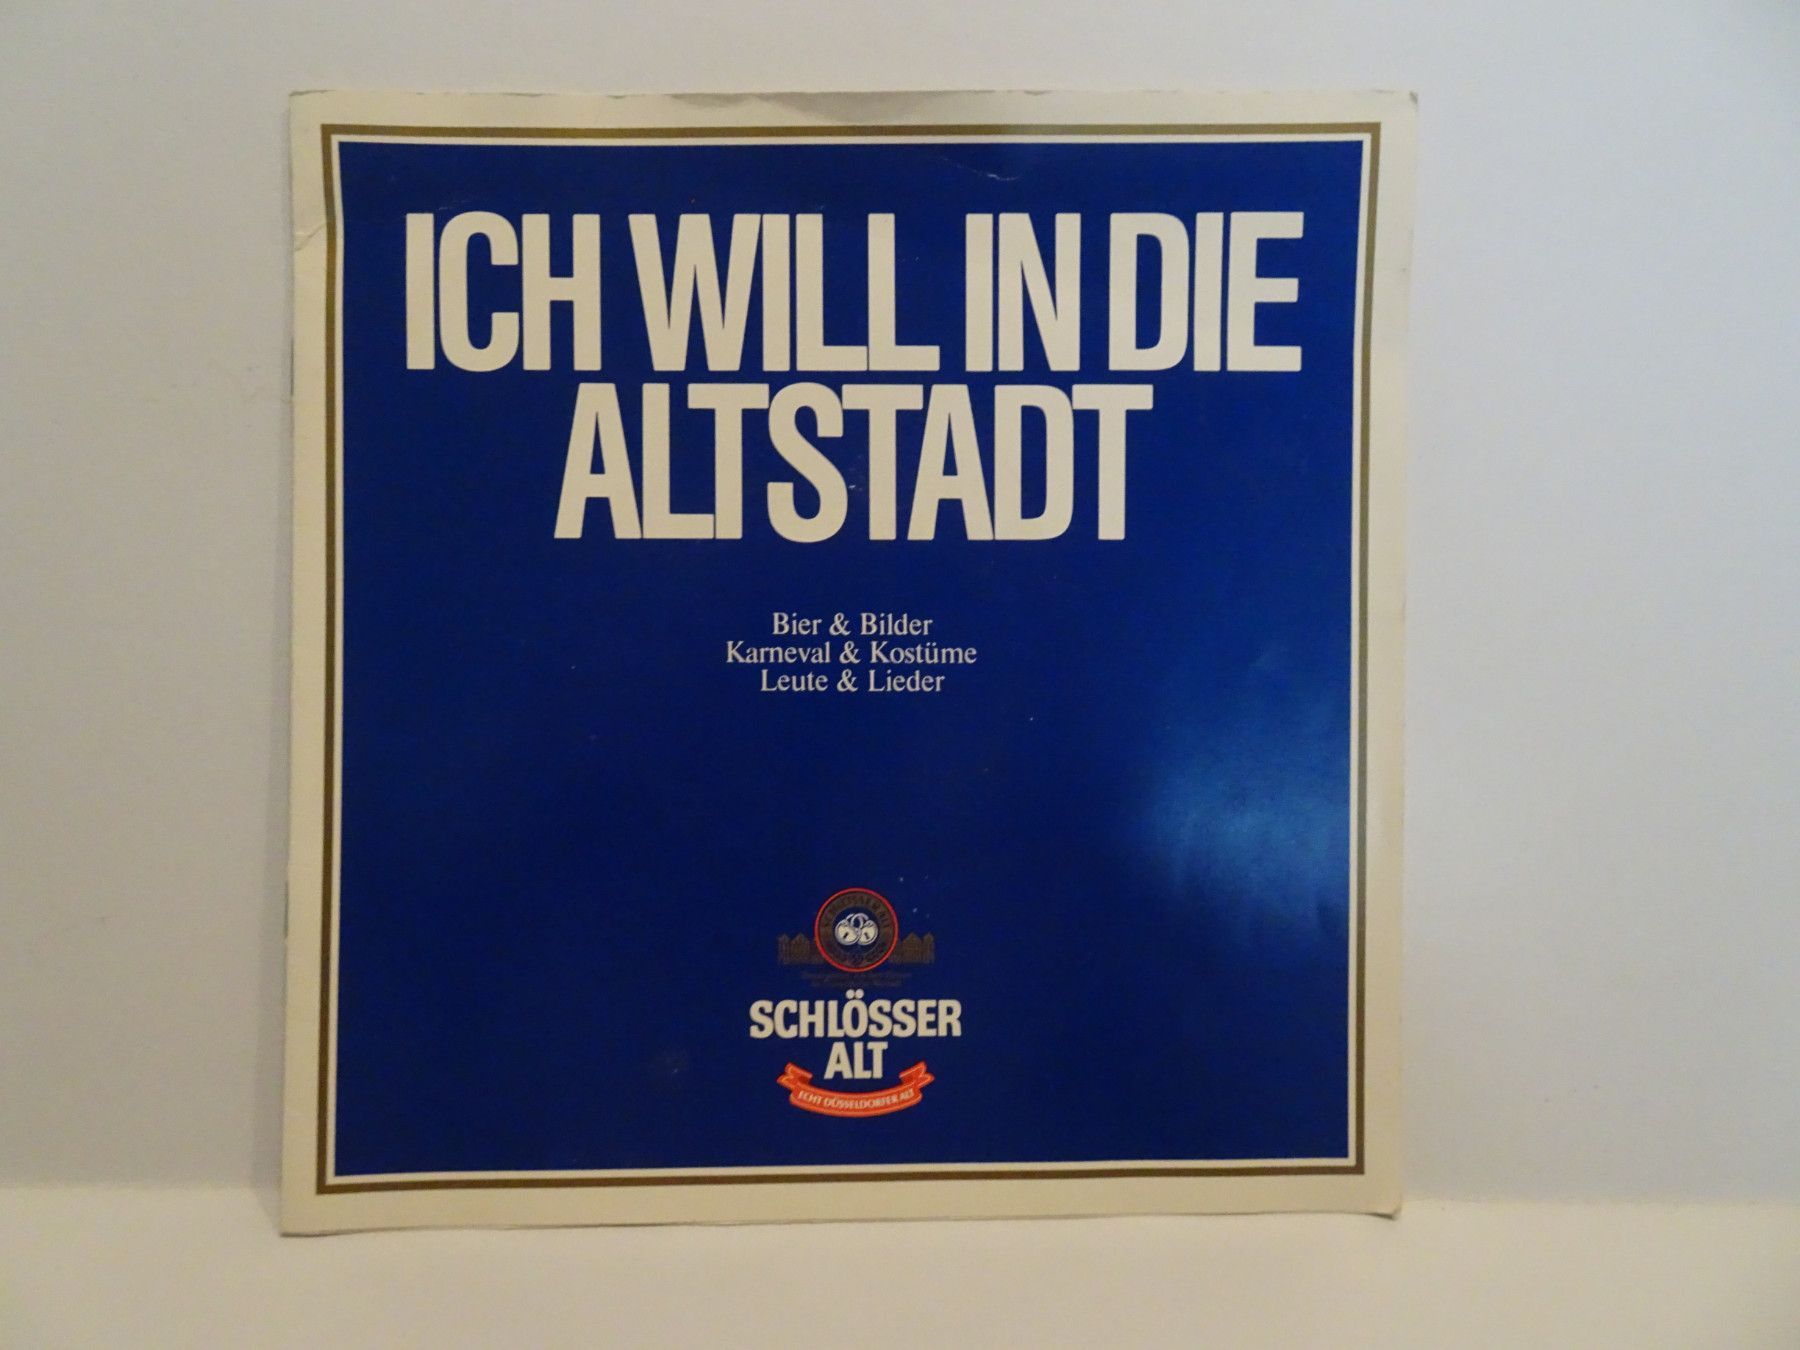 ICH WILL IN DIE
ALTSTADT
Bier & Bilder
Karneval & Kostüme
Leute & Lieder
SCHLÖSSER
ALT
ECHT DÜSSELDORFER ALT